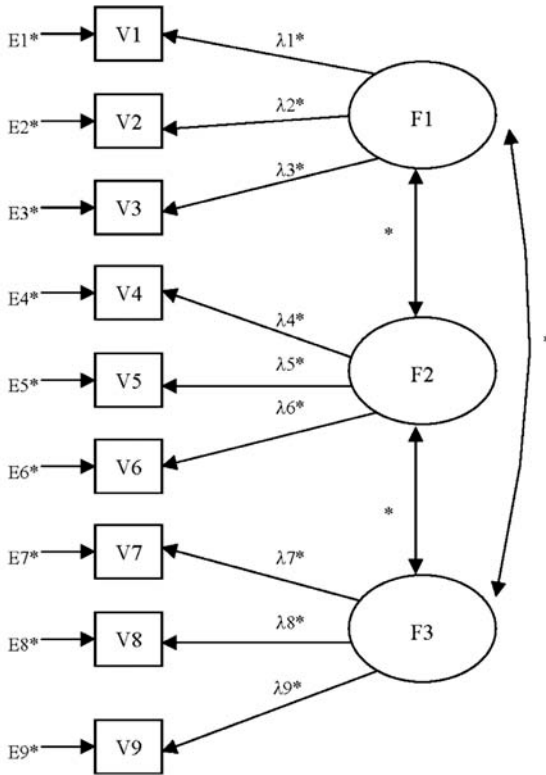 E1* V1 λ1*
F1
E2* V2 λ2*
E3* V3 λ3*
*
E4* V4 λ4*
*
E5* V5 λ5* F2
E6* V6 λ6*
*
E7* V7 λ7*
E8* V8 λ8* F3
E9* V9 λ9*